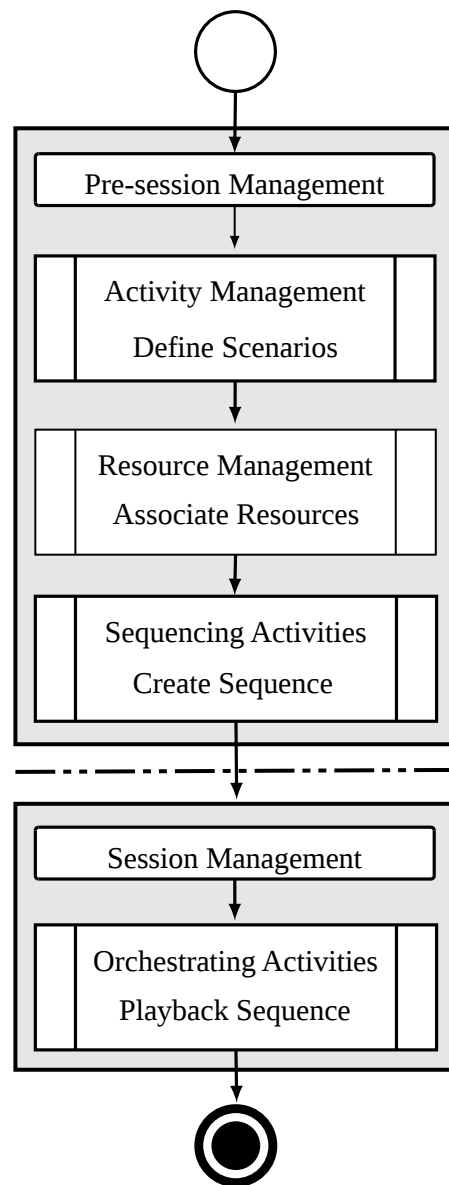 Pre-session Management
Activity Management
Define Scenarios
Resource Management
Associate Resources
Sequencing Activities
Create Sequence
Session Management
Orchestrating Activities
Playback Sequence